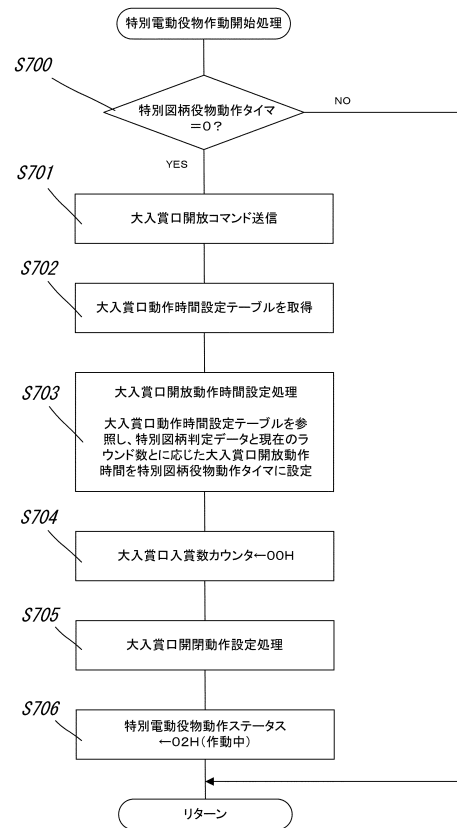 特別電動役物作動開始処理
S700
特別図柄役物動作タイマ
=0?
NO
YES
S701
大入賞口開放コマンド送信
S702
大入賞口動作時間設定テーブルを取得
S703
大入賞口開放動作時間設定処理
大入賞口動作時間設定テーブルを参
照し、特別図柄判定データと現在のラ
ウンド数とに応じた大入賞口開放動作
時間を特別図柄役物動作タイマに設定
S704
大入賞口入賞数カウンタ←00H
S705
大入賞口開閉動作設定処理
S706
特別電動役物動作ステータス
←02H(作動中)
リターン